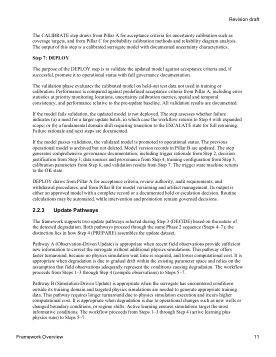 Revision draft
The CALIBRATE step draws from Pillar A for acceptance criteria for uncertainty calibration such as
coverage targets, and from Pillar C for probability calibration methods and reliability diagram analysis.
The output of this step is a calibrated surrogate model with documented uncertainty characteristics.
Step 7: DEPLOY
The purpose of the DEPLOY step is to validate the updated model against acceptance criteria and, if
successful, promote it to operational status with full governance documentation.
The validation phase evaluates the calibrated model on held-out test data not used in training or
calibration. Performance is compared against predefined acceptance criteria from Pillar A, including error
statistics at priority monitoring locations, uncertainty calibration metrics, spatial and temporal
consistency, and performance relative to the pre-update baseline. All validation results are documented.
If the model fails validation, the updated model is not deployed. The step assesses whether failure
indicates (a) a need for a larger update batch, in which case the workflow returns to Step 4 with expanded
scope, or (b) a fundamental domain shift requiring transition to the ESCALATE state for full retraining.
Failure rationale and next steps are documented.
If the model passes validation, the validated model is promoted to operational status. The previous
operational model is archived but not deleted. Model version records in Pillar B are updated. The step
generates comprehensive governance documentation, including trigger rationale from Step 2, decision
justification from Step 3, data sources and provenance from Step 4, training configuration from Step 5,
calibration parameters from Step 6, and validation results from Step 7. The trigger state machine returns
to the OK state.
DEPLOY draws from Pillar A for acceptance criteria, review authority, audit requirements, and
withdrawal procedures, and from Pillar B for model versioning and artifact management. Its output is
either an approved model with a complete record or a documented hold or escalation decision. Routine
calculations may be automated, while intervention and promotion remain governed decisions.
2.2.3 Update Pathways
The framework supports two update pathways selected during Step 3 (DECIDE) based on the nature of
the detected degradation. Both pathways proceed through the same Phase 2 sequence (Steps 4–7); the
distinction lies in how Step 4 (PREPARE) assembles the update dataset.
Pathway A (Observation-Driven Update) is appropriate when recent field observations provide sufficient
new information to correct the surrogate without additional physics simulations. This pathway offers
faster turnaround, because no physics simulation wait time is required, and lower computational cost. It is
appropriate when degradation is due to gradual drift within the existing parameter space and relies on the
assumption that field observations adequately represent the conditions causing degradation. The workflow
proceeds from Steps 1–3 through Step 4 (compile observations) to Steps 5–7.
Pathway B (Simulation-Driven Update) is appropriate when the surrogate has encountered conditions
outside its training domain and targeted physics simulations are needed to generate appropriate training
data. This pathway requires longer turnaround due to physics simulation execution and incurs higher
computational cost. It is appropriate when degradation is due to operational changes such as new wells or
changed boundary conditions, or regime shifts. Active learning ensures simulations target the most
informative conditions. The workflow proceeds from Steps 1–3 through Step 4 (active learning plus
physics runs) to Steps 5–7.
Framework Overview 11